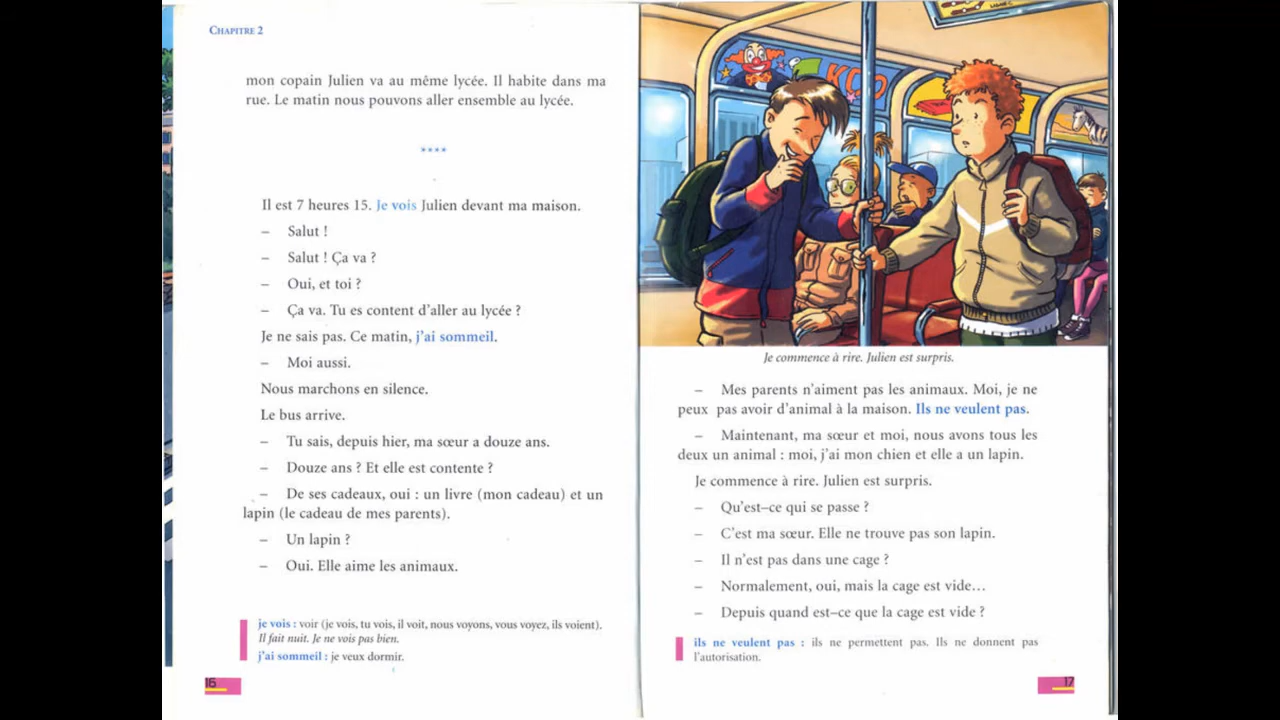 CHAPITRE 2
mon copain Julien va au même lycée. Il habite dans ma
rue. Le matin nous pouvons aller ensemble au lycée.
****
Il est 7 heures 15. Je vois Julien devant ma maison.
– Salut !
– Salut ! Ça va ?
– Oui, et toi ?
– Ça va. Tu es content d'aller au lycée ?
Je ne sais pas. Ce matin, j'ai sommeil.
– Moi aussi.
Nous marchons en silence.
Le bus arrive.
– Tu sais, depuis hier, ma sœur a douze ans.
– Douze ans ? Et elle est contente ?
– De ses cadeaux, oui : un livre (mon cadeau) et un
lapin (le cadeau de mes parents).
– Un lapin ?
– Oui. Elle aime les animaux.
je vois : voir (je vois, tu vois, il voit, nous voyons, vous voyez, ils voient).
Il fait nuit. Je ne vois pas bien.
j'ai sommeil : je veux dormir.
16
Je commence à rire. Julien est surpris.
– Mes parents n'aiment pas les animaux. Moi, je ne
peux pas avoir d'animal à la maison. Ils ne veulent pas.
– Maintenant, ma sœur et moi, nous avons tous les
deux un animal : moi, j'ai mon chien et elle a un lapin.
Je commence à rire. Julien est surpris.
– Qu'est–ce qui se passe ?
– C'est ma sœur. Elle ne trouve pas son lapin.
– Il n'est pas dans une cage ?
– Normalement, oui, mais la cage est vide…
– Depuis quand est–ce que la cage est vide ?
ils ne veulent pas : ils ne permettent pas. Ils ne donnent pas
l'autorisation.
17